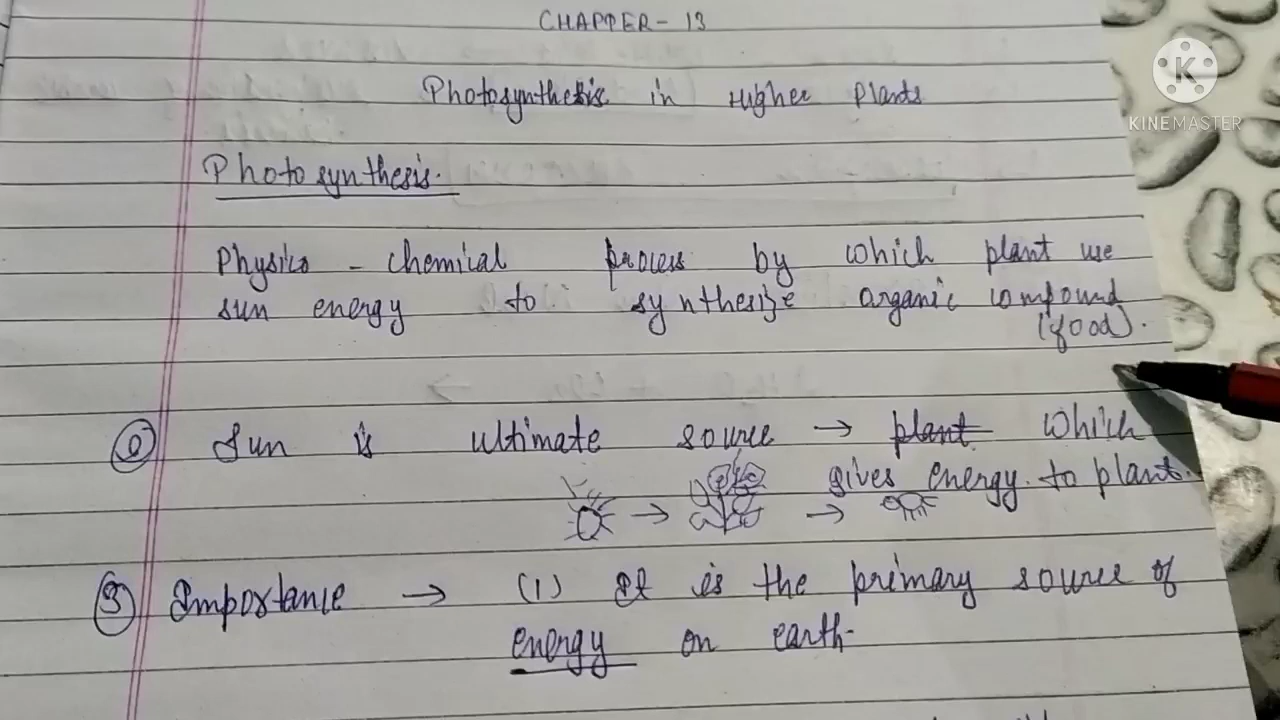 CHAPTER - 13
Photosynthesis in Higher Plants
Photosynthesis.
Physico - chemical process by which plant use
sun energy to synthesize organic compound
(food).
Sun is ultimate source → plant which
gives energy to plant.
③ Importance → (1) It is the primary source of
energy on earth.
K
KINEMASTER